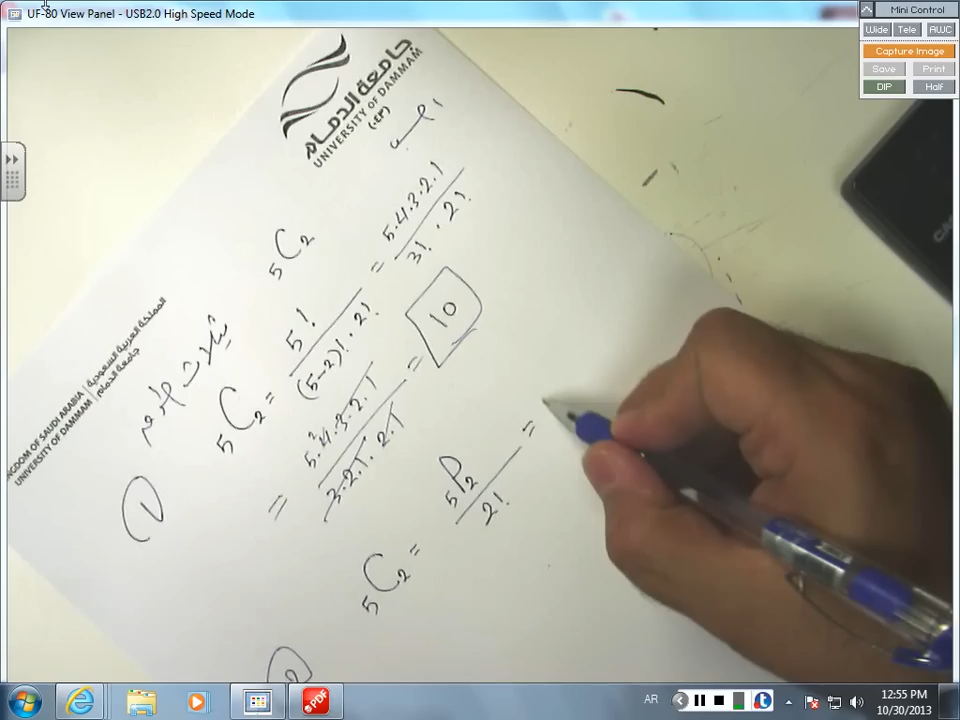 UF-80 View Panel - USB2.0 High Speed Mode
Mini Control
Wide Tele AWC
Capture Image
Save Print
DIP Half
جامعة الدمام
UNIVERSITY OF DAMMAM
(٠٤٣)
المملكة العربية السعودية
جامعة الدمام
KINGDOM OF SAUDI ARABIA
UNIVERSITY OF DAMMAM
5C2
1
5C2 = 5! / (5-2)! · 2! = 5.4.3.2.1 / 3! · 2!
= 5.4.3.2.1 / 3.2.1 . 2.1 = 10
2
5C2 = 5P2 / 2! =
PDF
AR
12:55 PM
10/30/2013